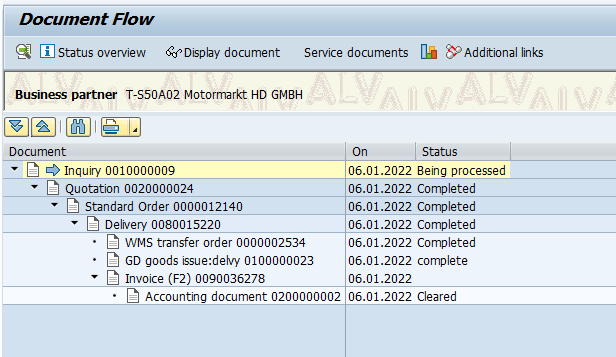 Document Flow
Status overview Display document Service documents Additional links
Business partner T-S50A02 Motormarkt HD GMBH
Document On Status
Inquiry 0010000009 06.01.2022 Being processed
Quotation 0020000024 06.01.2022 Completed
Standard Order 0000012140 06.01.2022 Completed
Delivery 0080015220 06.01.2022 Completed
WMS transfer order 0000002534 06.01.2022 Completed
GD goods issue:delvy 0100000023 06.01.2022 complete
Invoice (F2) 0090036278 06.01.2022
Accounting document 0200000002 06.01.2022 Cleared